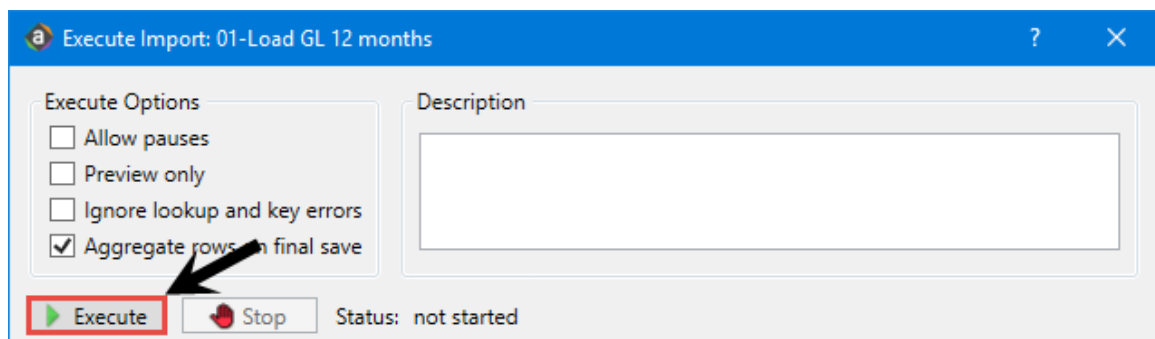 Execute Import: 01-Load GL 12 months
Execute Options
Allow pauses
Preview only
Ignore lookup and key errors
Aggregate rows on final save
Description
Execute Stop Status: not started